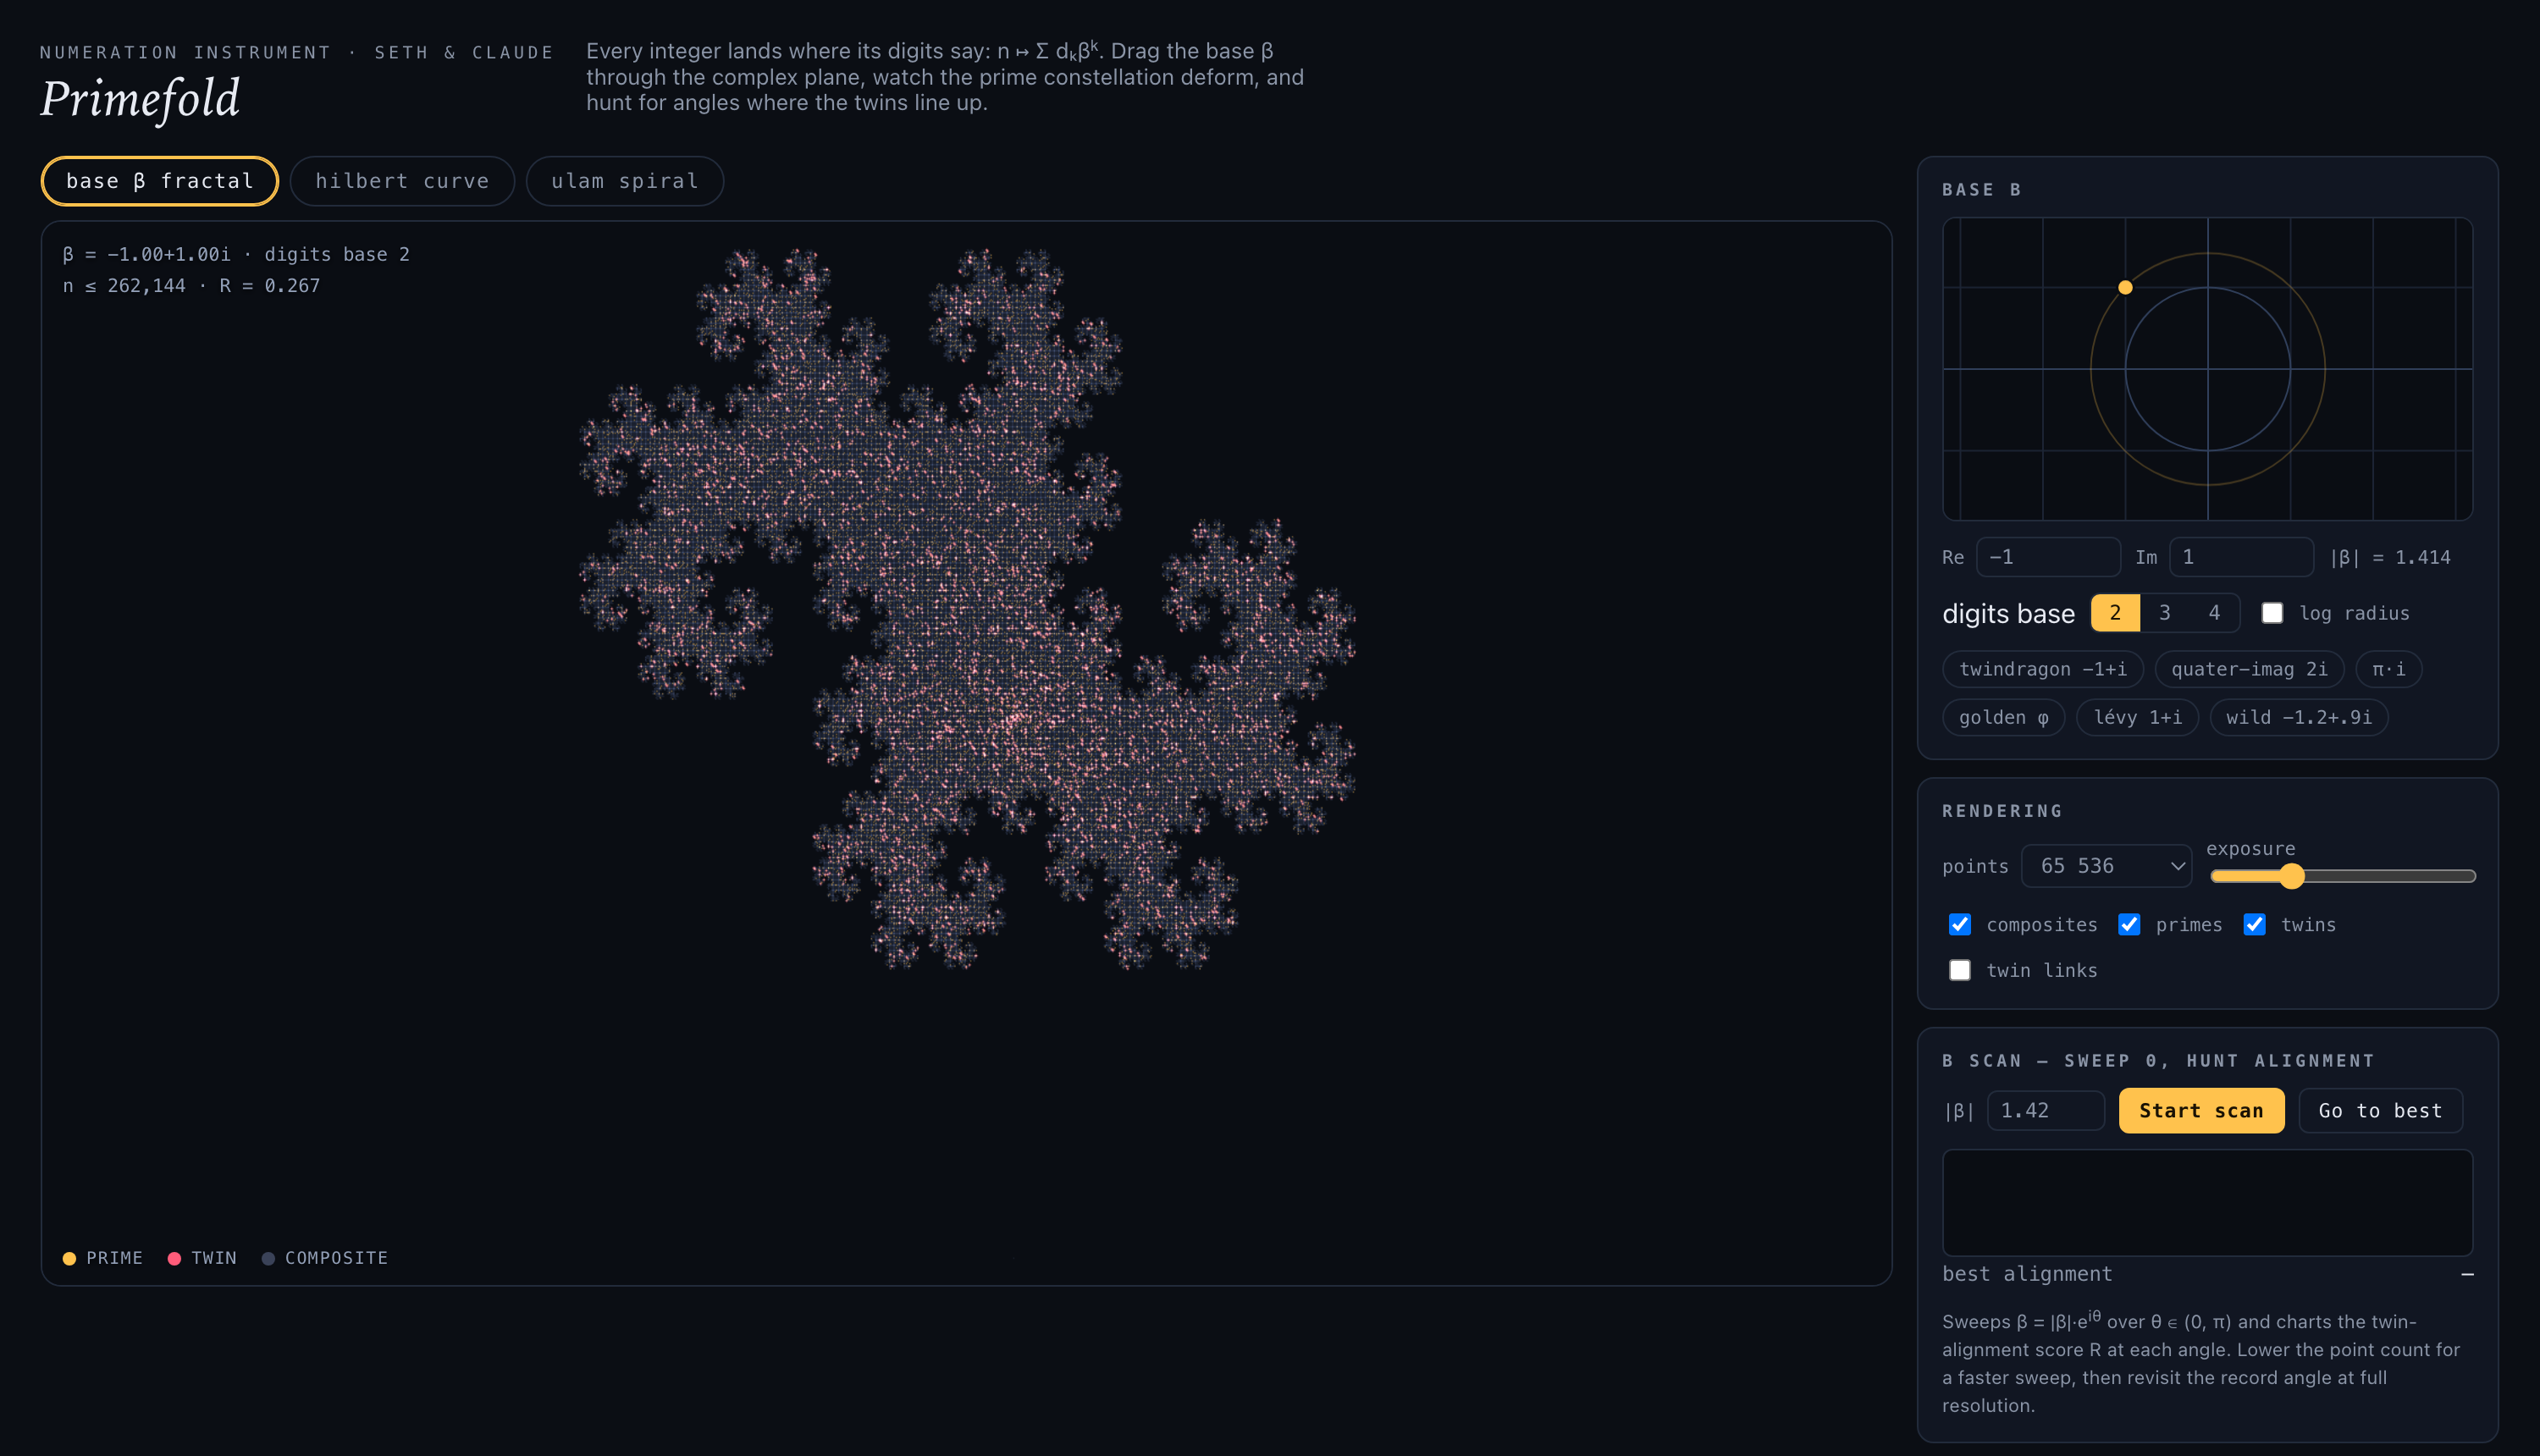 NUMERATION INSTRUMENT · SETH & CLAUDE
Primefold
Every integer lands where its digits say: n ↦ Σ dₖβᵏ. Drag the base β
through the complex plane, watch the prime constellation deform, and
hunt for angles where the twins line up.
base β fractal
hilbert curve
ulam spiral
β = −1.00+1.00i · digits base 2
n ≤ 262,144 · R = 0.267
PRIME
TWIN
COMPOSITE
BASE Β
Re −1 Im 1 |β| = 1.414
digits base 2 3 4 log radius
twindragon −1+i quater-imag 2i π·i
golden φ lévy 1+i wild −1.2+.9i
RENDERING
points 65 536 exposure
composites primes twins
twin links
Β SCAN — SWEEP Θ, HUNT ALIGNMENT
|β| 1.42 Start scan Go to best
best alignment —
Sweeps β = |β|·e^{iθ} over θ ∈ (0, π) and charts the twin-
alignment score R at each angle. Lower the point count for
a faster sweep, then revisit the record angle at full
resolution.